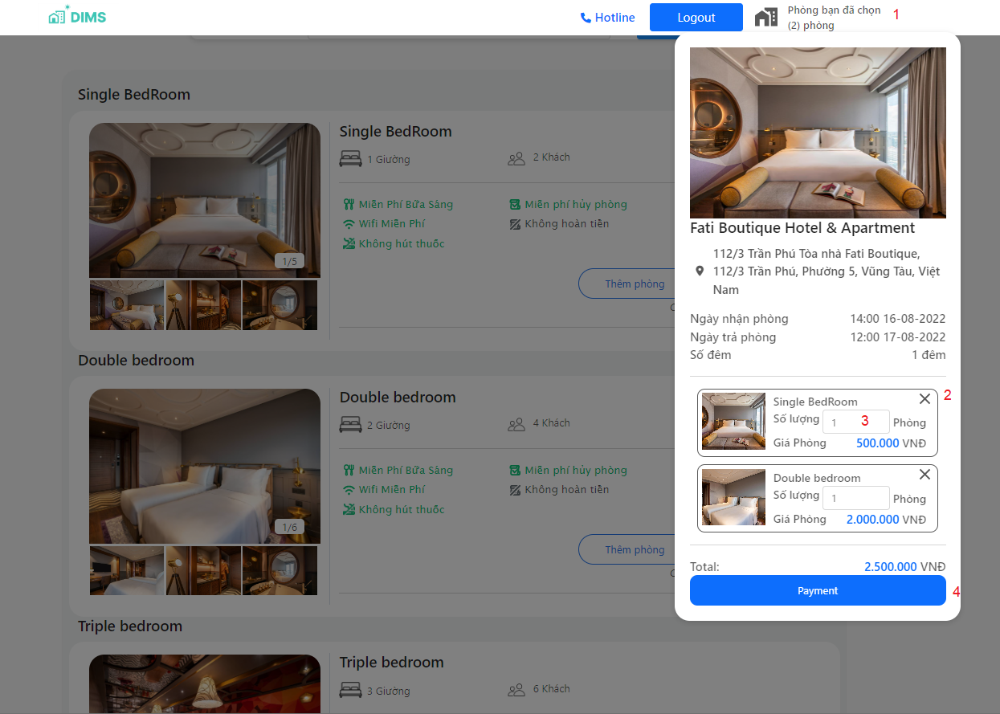 DIMS
Hotline
Logout
Phòng bạn đã chọn
(2) phòng
1
Single BedRoom
1/5
Single BedRoom
1 Giường
2 Khách
Miễn Phí Bữa Sáng
Miễn phí hủy phòng
Wifi Miễn Phí
Không hoàn tiền
Không hút thuốc
Thêm phòng
Double bedroom
1/6
Double bedroom
2 Giường
4 Khách
Miễn Phí Bữa Sáng
Miễn phí hủy phòng
Wifi Miễn Phí
Không hoàn tiền
Không hút thuốc
Thêm phòng
Triple bedroom
Triple bedroom
3 Giường
6 Khách
Fati Boutique Hotel & Apartment
112/3 Trần Phú Tòa nhà Fati Boutique,
112/3 Trần Phú, Phường 5, Vũng Tàu, Việt
Nam
Ngày nhận phòng 14:00 16-08-2022
Ngày trả phòng 12:00 17-08-2022
Số đêm 1 đêm
2
Single BedRoom
Số lượng 1 3 Phòng
Giá Phòng 500.000 VNĐ
Double bedroom
Số lượng 1 Phòng
Giá Phòng 2.000.000 VNĐ
Total: 2.500.000 VNĐ
Payment
4